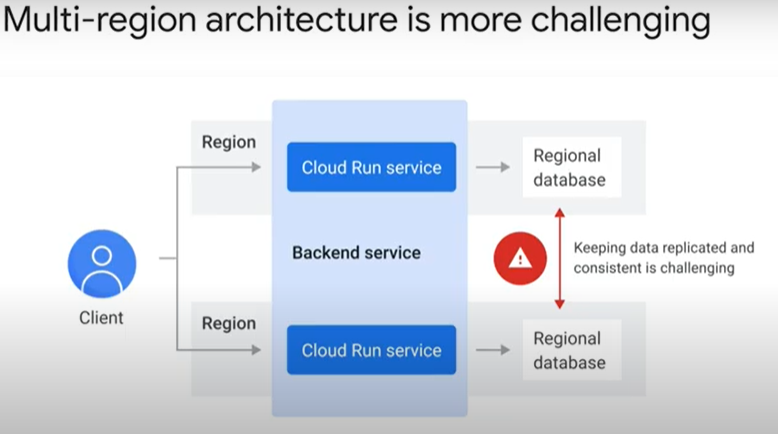 Multi-region architecture is more challenging
Region
Cloud Run service
Regional
database
Backend service
Keeping data replicated and
consistent is challenging
Client
Region
Cloud Run service
Regional
database